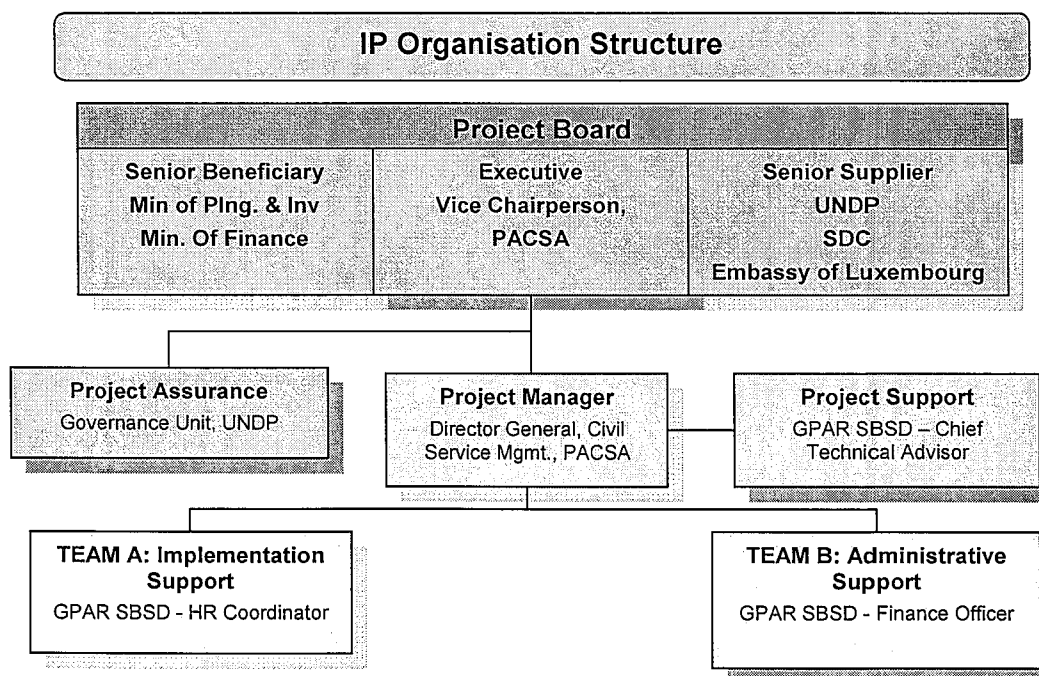 IP Organisation Structure
Project Board
Senior Beneficiary
Min of Plng. & Inv
Min. Of Finance
Executive
Vice Chairperson,
PACSA
Senior Supplier
UNDP
SDC
Embassy of Luxembourg
Project Assurance
Governance Unit, UNDP
Project Manager
Director General, Civil
Service Mgmt., PACSA
Project Support
GPAR SBSD – Chief
Technical Advisor
TEAM A: Implementation
Support
GPAR SBSD - HR Coordinator
TEAM B: Administrative
Support
GPAR SBSD - Finance Officer